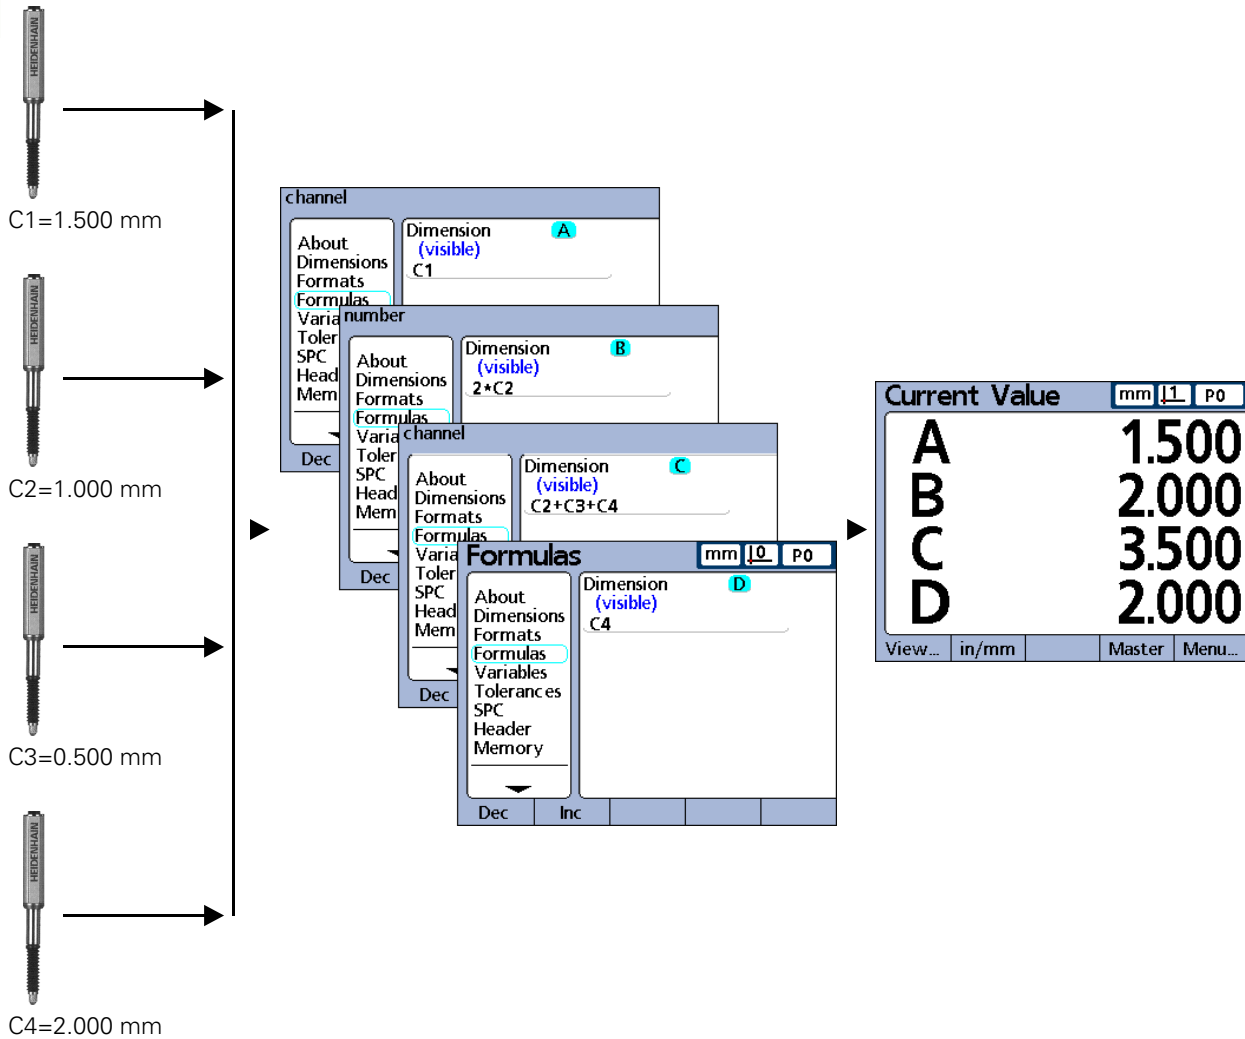 HEIDENHAIN
C1=1.500 mm
HEIDENHAIN
C2=1.000 mm
HEIDENHAIN
C3=0.500 mm
HEIDENHAIN
C4=2.000 mm
channel
About
Dimensions
Formats
Formulas
Varia
Toler
SPC
Head
Mem
Dec
Dimension A
(visible)
C1
number
About
Dimensions
Formats
Formulas
Varia
Toler
SPC
Head
Mem
Dec
Dimension B
(visible)
2*C2
channel
About
Dimensions
Formats
Formulas
Varia
Toler
SPC
Head
Mem
Dec
Dimension C
(visible)
C2+C3+C4
Formulas mm 0 P0
About
Dimensions
Formats
Formulas
Variables
Tolerances
SPC
Header
Memory
Dimension D
(visible)
C4
Dec Inc
Current Value mm 1 P0
A 1.500
B 2.000
C 3.500
D 2.000
View... in/mm Master Menu...